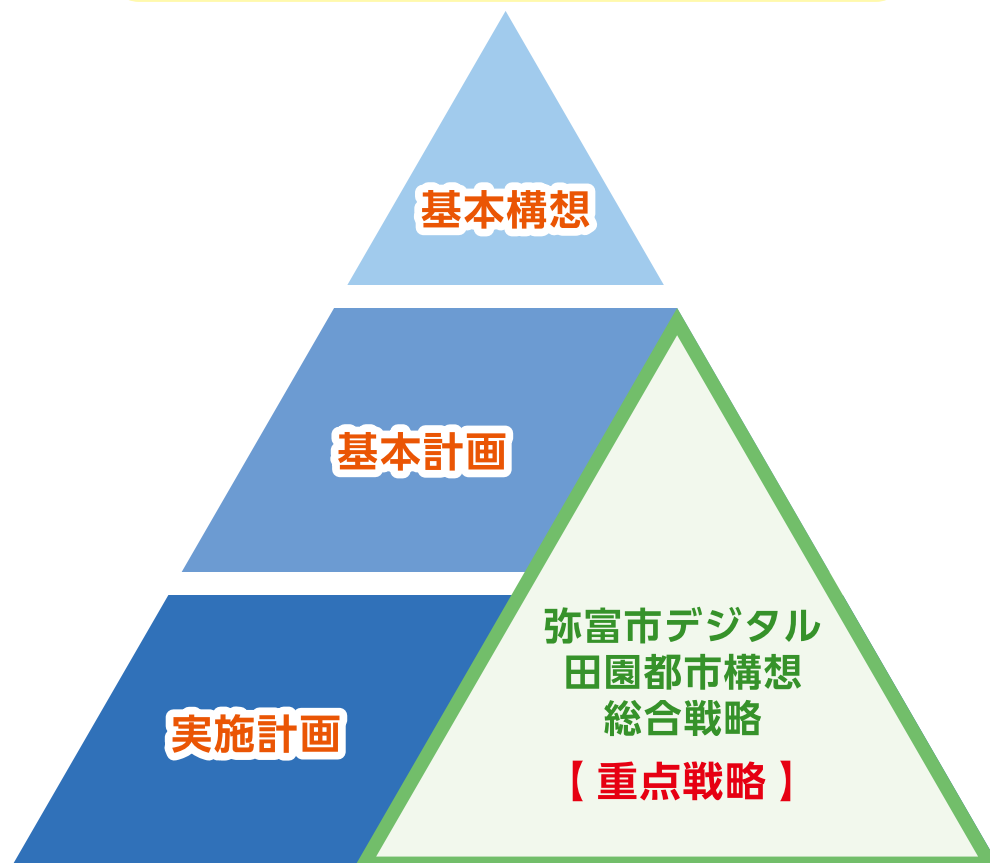 基本構想
基本計画
実施計画
弥富市デジタル
田園都市構想
総合戦略
【重点戦略】